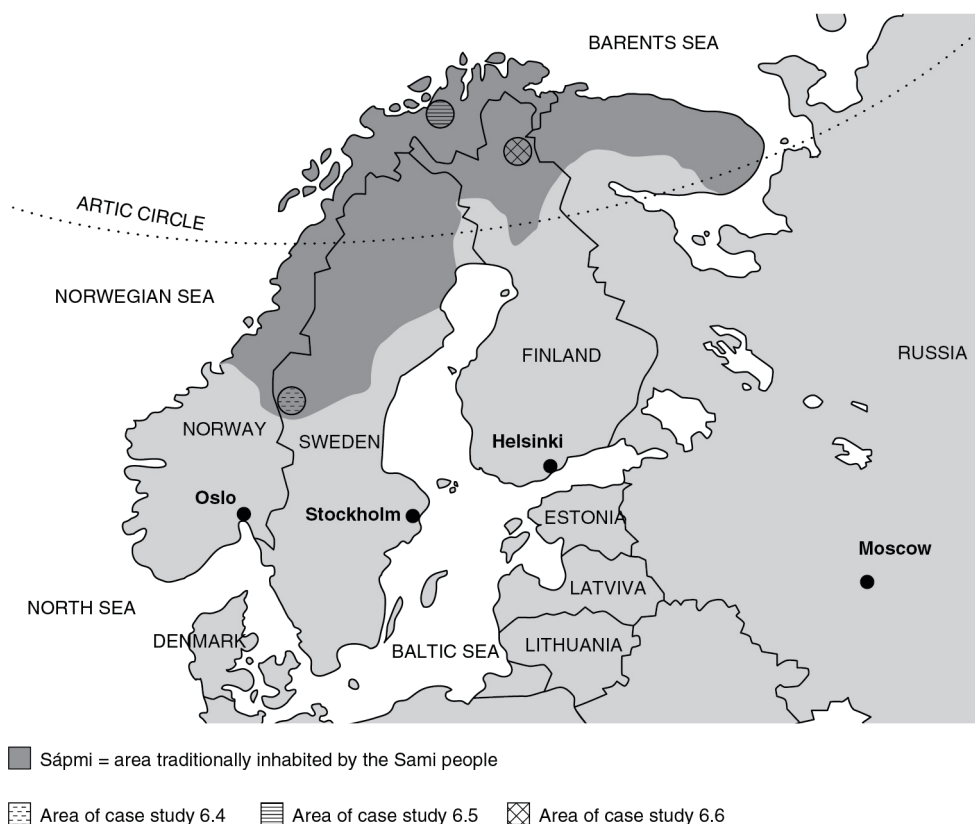 BARENTS SEA
ARTIC CIRCLE
NORWEGIAN SEA
FINLAND
RUSSIA
NORWAY
SWEDEN
Helsinki
Oslo
Stockholm
ESTONIA
Moscow
LATVIVA
NORTH SEA
DENMARK
BALTIC SEA
LITHUANIA
Sápmi = area traditionally inhabited by the Sami people
Area of case study 6.4
Area of case study 6.5
Area of case study 6.6